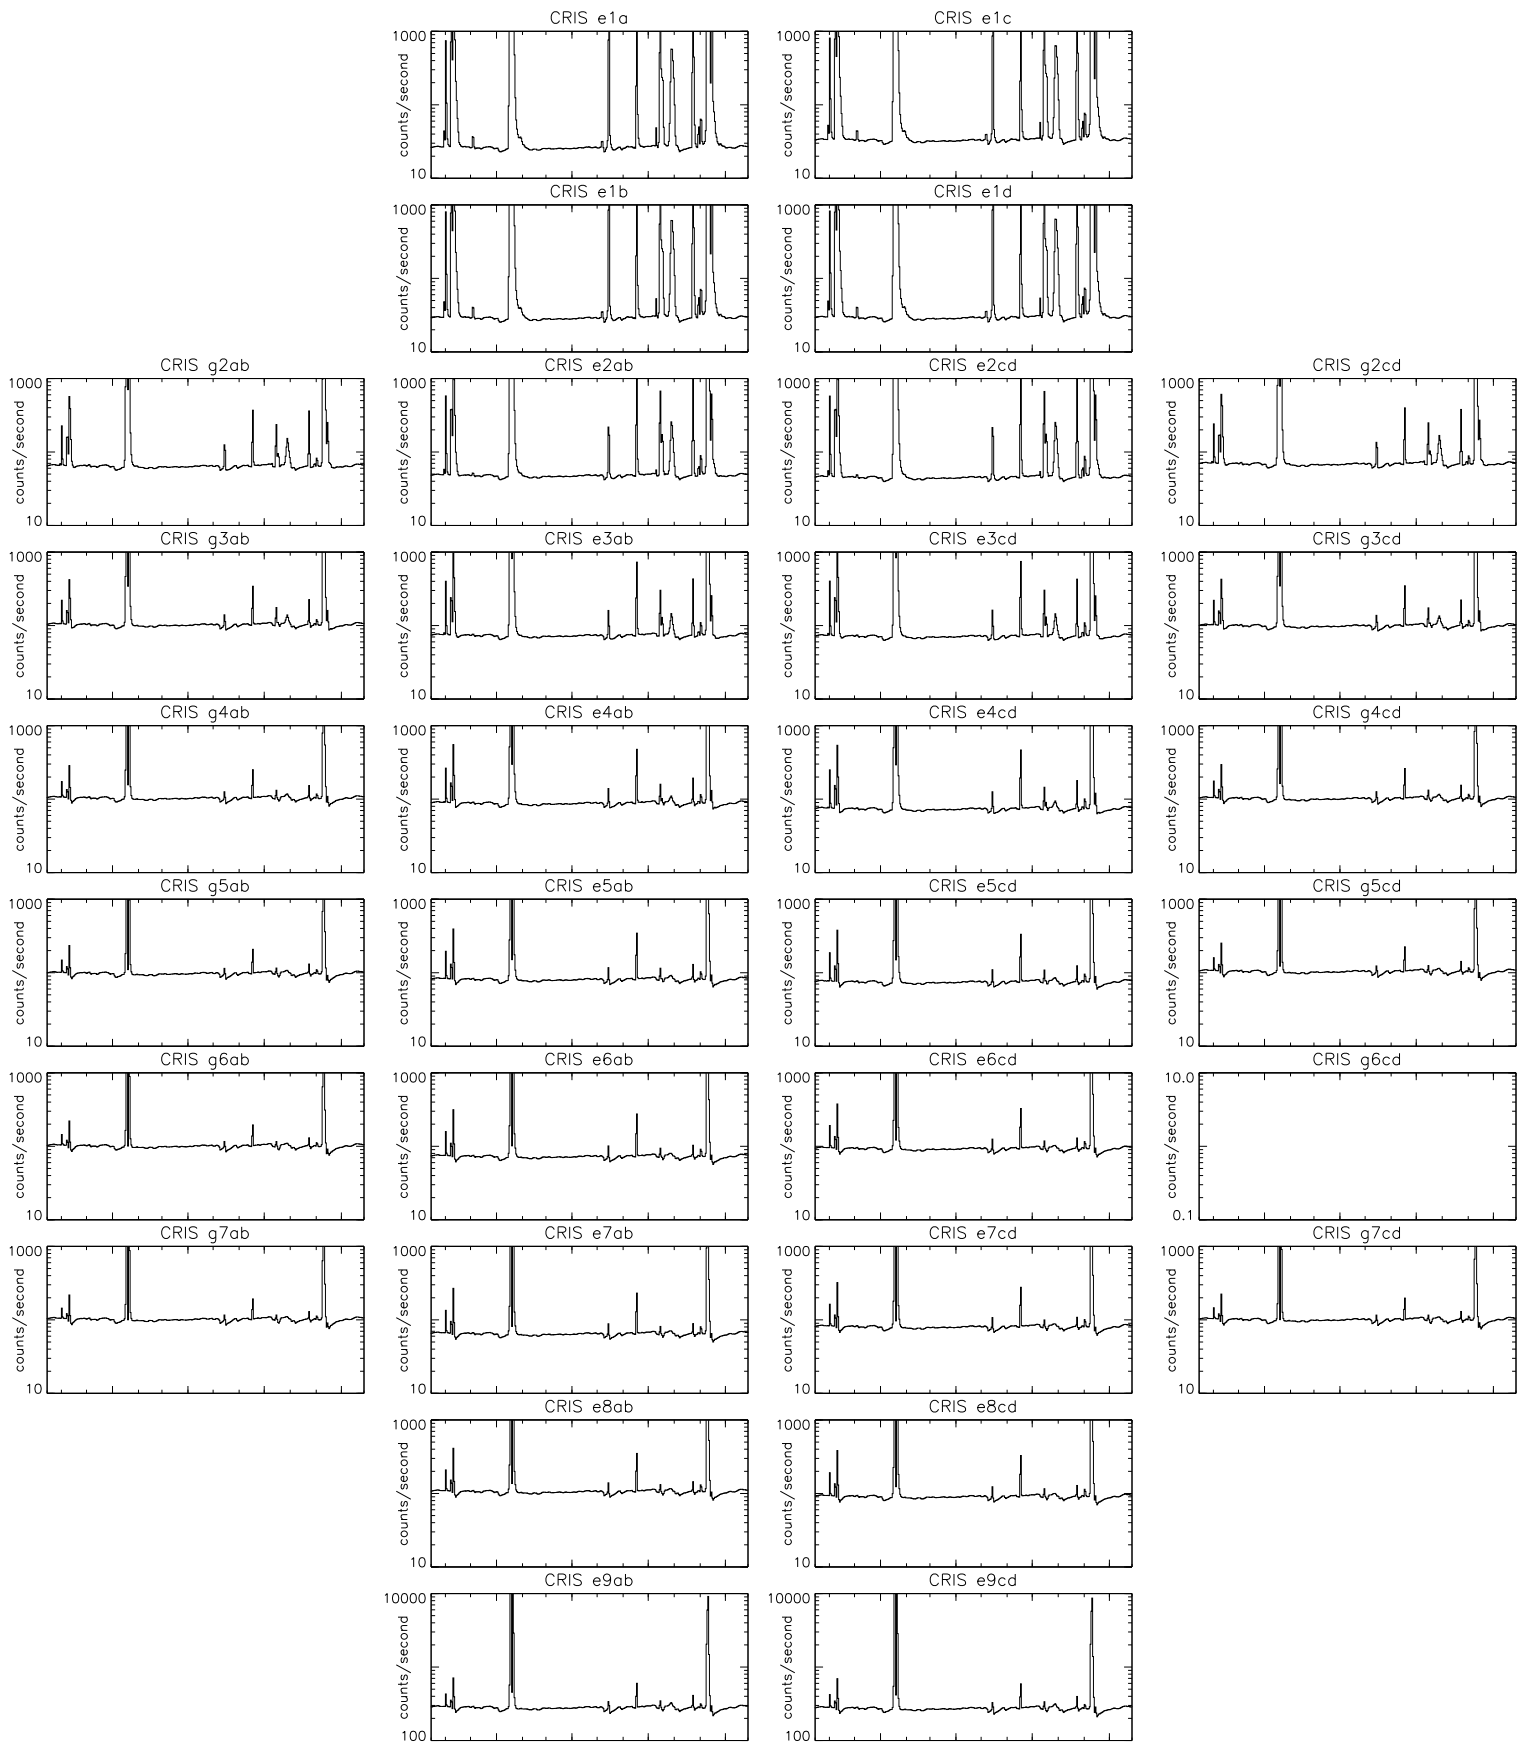 CRIS e1a
1000
counts/second
10
CRIS e1c
1000
counts/second
10
CRIS e1b
1000
counts/second
10
CRIS e1d
1000
counts/second
10
CRIS g2ab
1000
counts/second
10
CRIS e2ab
1000
counts/second
10
CRIS e2cd
1000
counts/second
10
CRIS g2cd
1000
counts/second
10
CRIS g3ab
1000
counts/second
10
CRIS e3ab
1000
counts/second
10
CRIS e3cd
1000
counts/second
10
CRIS g3cd
1000
counts/second
10
CRIS g4ab
1000
counts/second
10
CRIS e4ab
1000
counts/second
10
CRIS e4cd
1000
counts/second
10
CRIS g4cd
1000
counts/second
10
CRIS g5ab
1000
counts/second
10
CRIS e5ab
1000
counts/second
10
CRIS e5cd
1000
counts/second
10
CRIS g5cd
1000
counts/second
10
CRIS g6ab
1000
counts/second
10
CRIS e6ab
1000
counts/second
10
CRIS e6cd
1000
counts/second
10
CRIS g6cd
10.0
counts/second
0.1
CRIS g7ab
1000
counts/second
10
CRIS e7ab
1000
counts/second
10
CRIS e7cd
1000
counts/second
10
CRIS g7cd
1000
counts/second
10
CRIS e8ab
1000
counts/second
10
CRIS e8cd
1000
counts/second
10
CRIS e9ab
10000
counts/second
100
CRIS e9cd
10000
counts/second
100